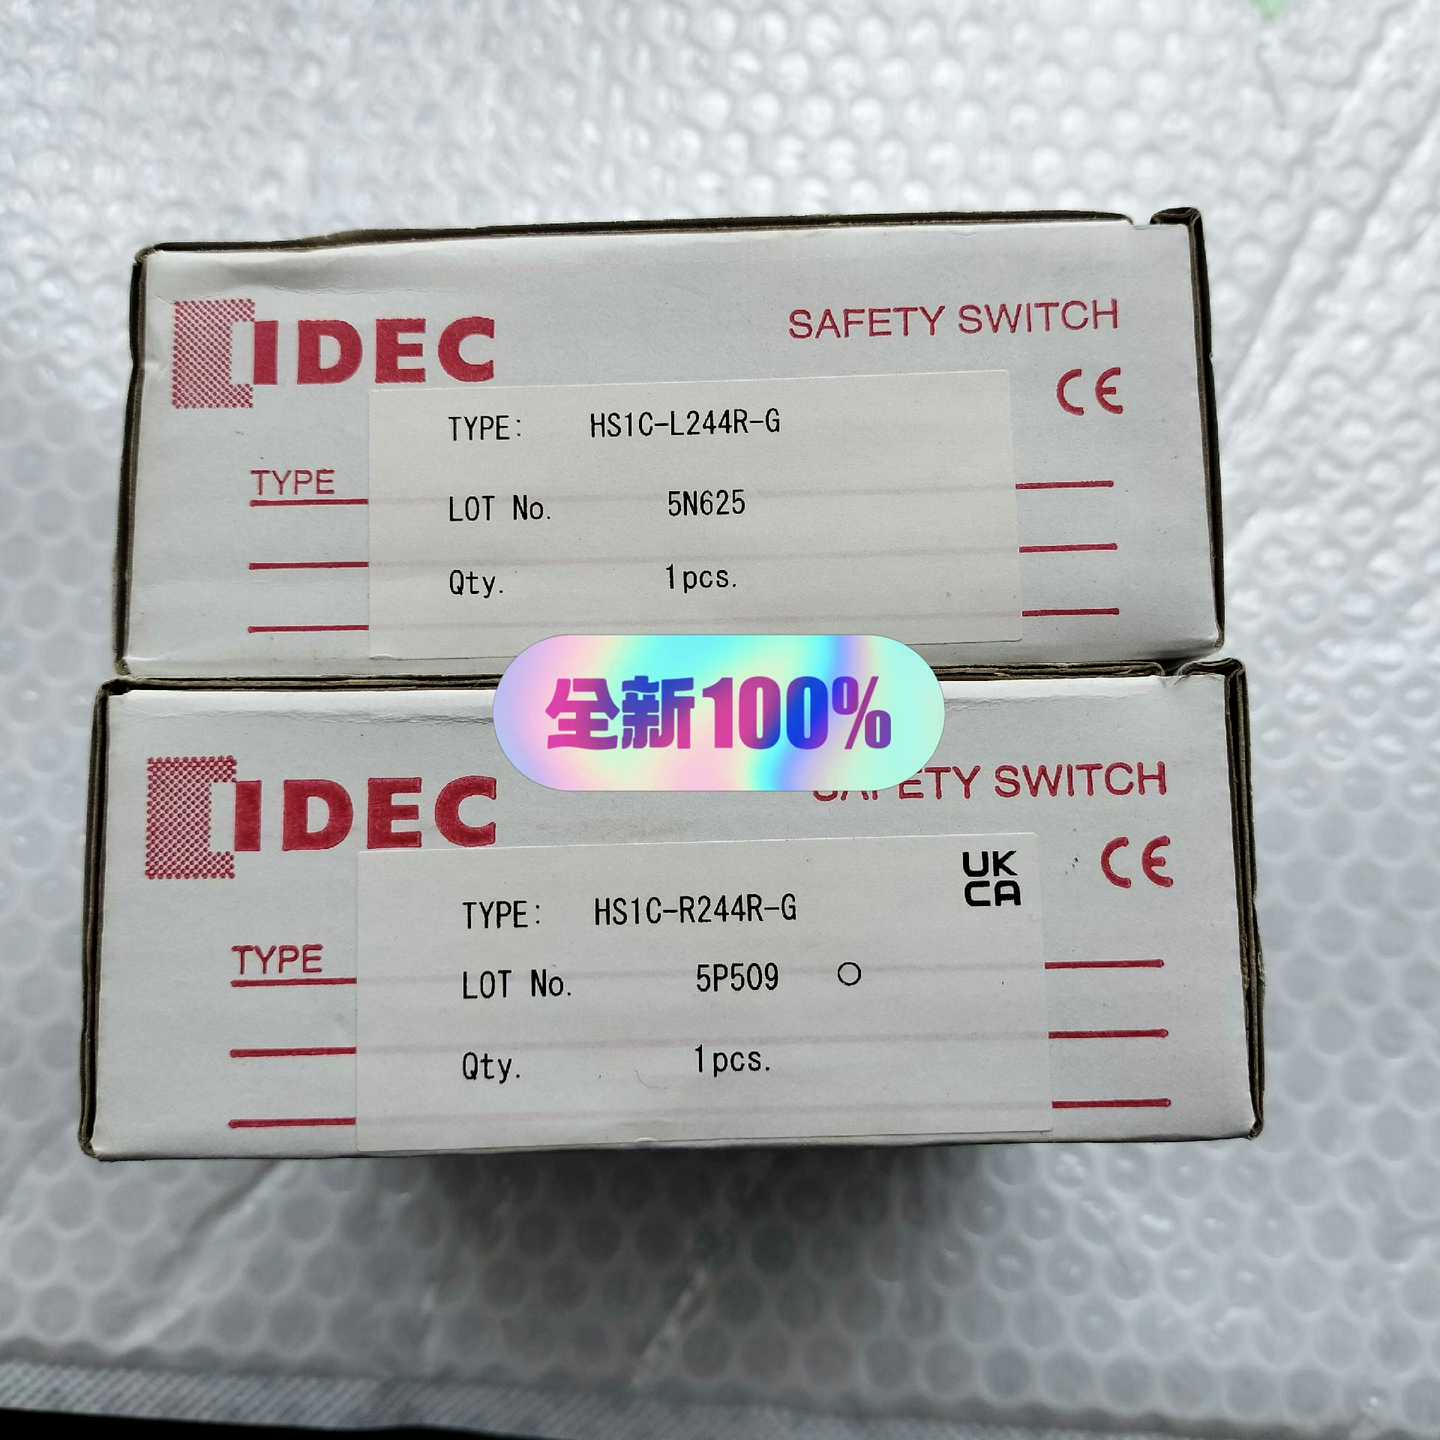 IDEC
SAFETY SWITCH
CE
TYPE: HS1C-L244R-G
TYPE
LOT No. 5N625
Qty. 1pcs.
全新100%
IDEC
SAFETY SWITCH
UK
CA
CE
TYPE: HS1C-R244R-G
TYPE
LOT No. 5P509 ○
Qty. 1pcs.